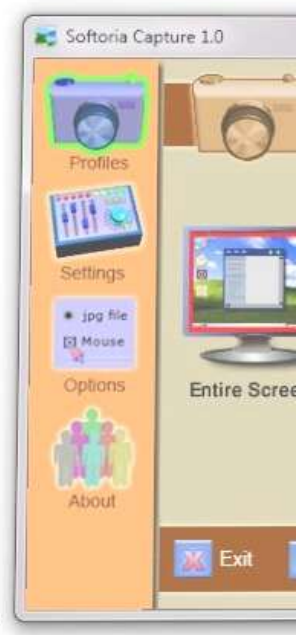 Softoria Capture 1.0
Profiles
Settings
jpg file
Mouse
Options
About
Entire Scree
Exit